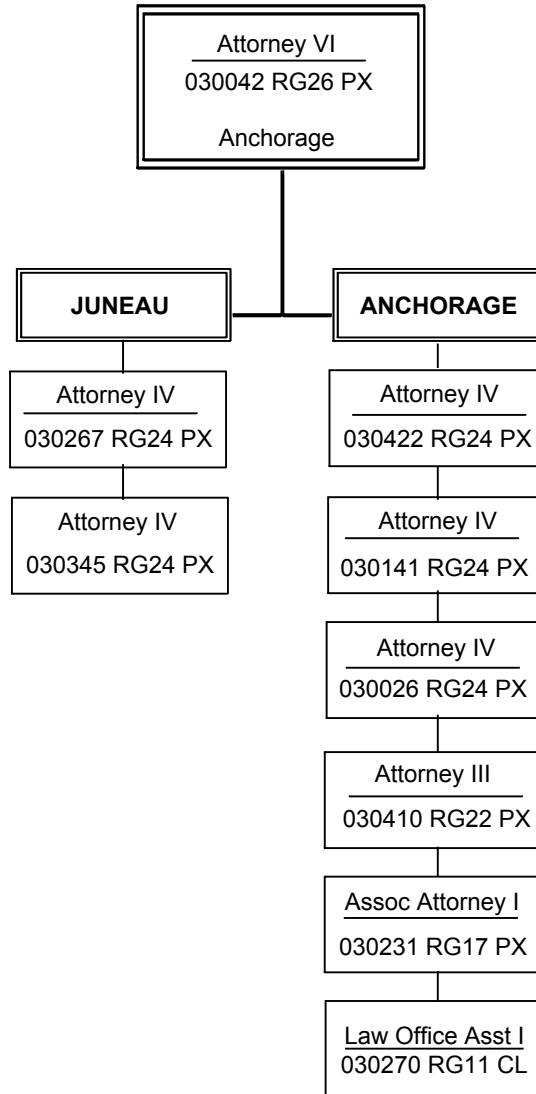 Attorney VI
030042 RG26 PX
Anchorage
JUNEAU
Attorney IV
030267 RG24 PX
Attorney IV
030345 RG24 PX
ANCHORAGE
Attorney IV
030422 RG24 PX
Attorney IV
030141 RG24 PX
Attorney IV
030026 RG24 PX
Attorney III
030410 RG22 PX
Assoc Attorney I
030231 RG17 PX
Law Office Asst I
030270 RG11 CL